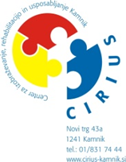 Center za izobraževanje, rehabilitacijo in usposabljanje Kamnik
CIRIUS
Novi trg 43a
1241 Kamnik
tel.: 01/831 74 44
www.cirius-kamnik.si